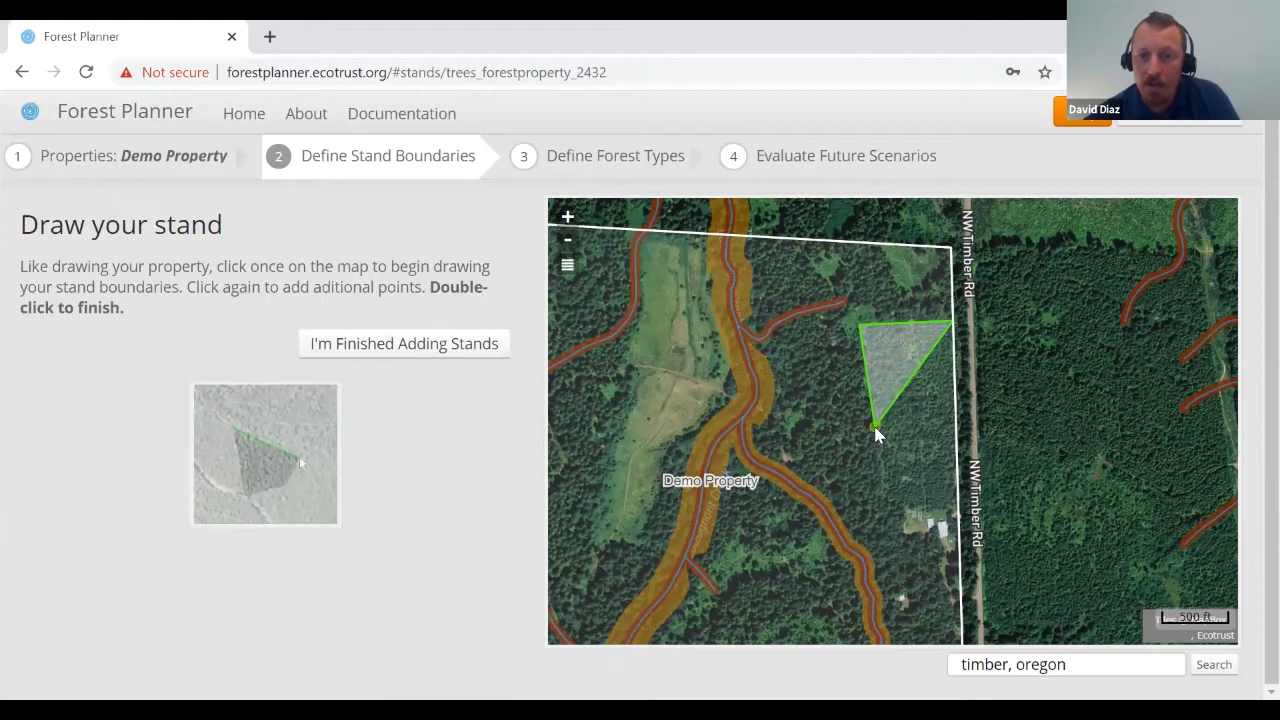 Forest Planner
Not secure
forestplanner.ecotrust.org/#stands/trees_forestproperty_2432
David Diaz
Forest Planner
Home
About
Documentation
1
Properties: Demo Property
2
Define Stand Boundaries
3
Define Forest Types
4
Evaluate Future Scenarios
Draw your stand
Like drawing your property, click once on the map to begin drawing
your stand boundaries. Click again to add aditional points. Double-
click to finish.
I'm Finished Adding Stands
+
-
NW Timber Rd
Demo Property
NW Timber Rd
500 ft
, Ecotrust
timber, oregon
Search